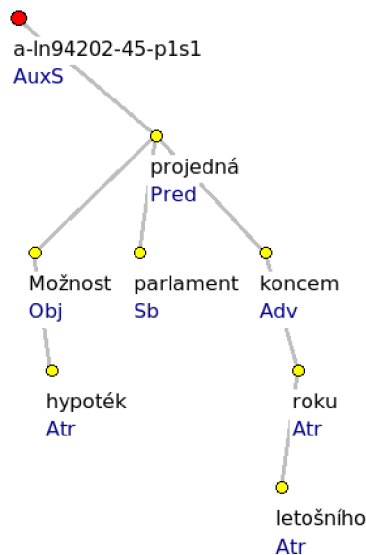 a-ln94202-45-p1s1
AuxS
projedná
Pred
Možnost parlament koncem
Obj Sb Adv
hypoték roku
Atr Atr
letošního
Atr